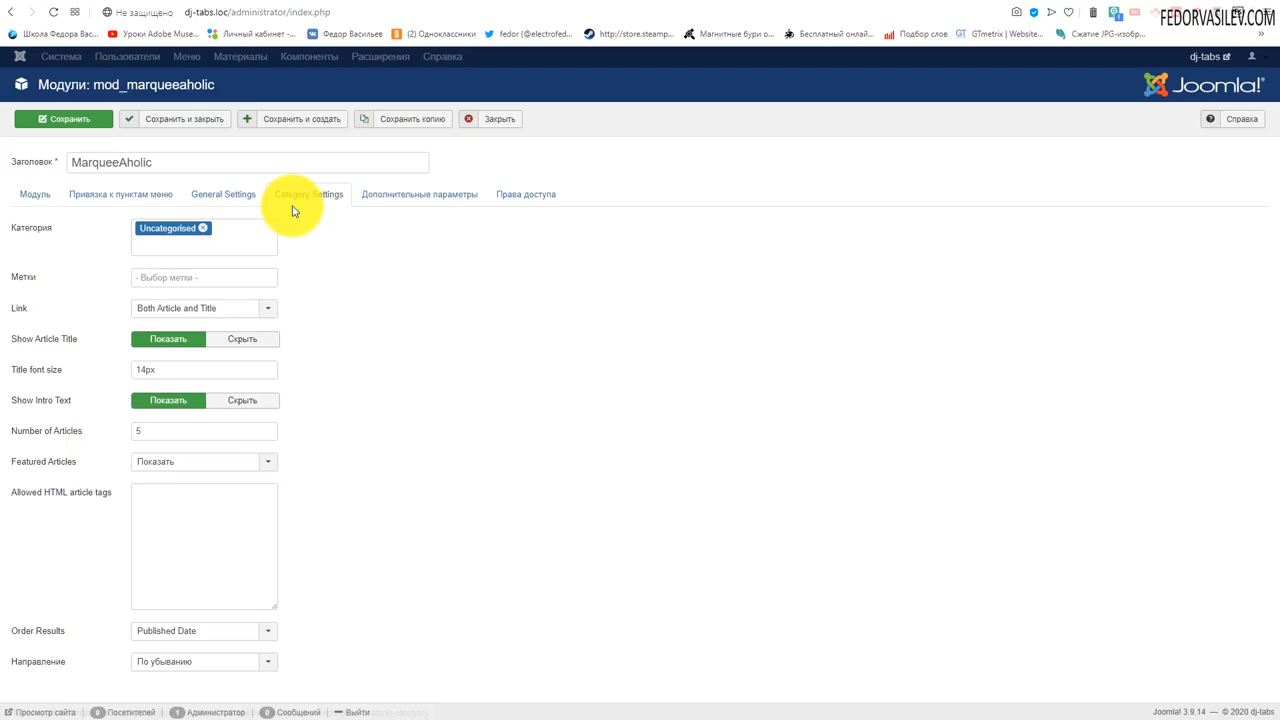 Не защищено dj-tabs.loc/administrator/index.php
FEDORVASILEV.COM
Школа Федора Вас... Уроки Adobe Muse... Личный кабинет -... Федор Васильев (2) Одноклассники fedor (@electrofed... http://store.steamp... Магнитные бури о... Бесплатный онлай... Подбор слов GTmetrix | Website... Сжатие JPG-изобр...
Система Пользователи Меню Материалы Компоненты Расширения Справка dj-tabs
Модули: mod_marqueeaholic Joomla!®
Сохранить Сохранить и закрыть Сохранить и создать Сохранить копию Закрыть Справка
Заголовок * MarqueeAholic
Модуль Привязка к пунктам меню General Settings Category Settings Дополнительные параметры Права доступа
Категория Uncategorised
Метки - Выбор метки -
Link Both Article and Title
Show Article Title Показать Скрыть
Title font size 14px
Show Intro Text Показать Скрыть
Number of Articles 5
Featured Articles Показать
Allowed HTML article tags
Order Results Published Date
Направление По убыванию
Просмотр сайта 0 Посетителей 1 Администратор 0 Сообщений Выйти Joomla! 3.9.14 — © 2020 dj-tabs